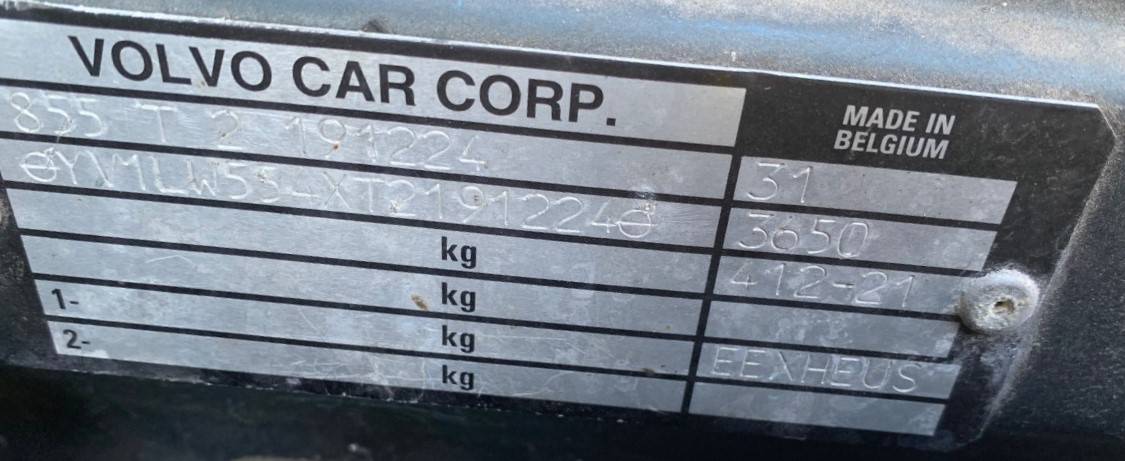 VOLVO CAR CORP.
MADE IN
BELGIUM
855 T 2 191224
31
YV1LW554XT2191224
3650
kg
412-21
kg
1- kg
EEXHEUS
2- kg